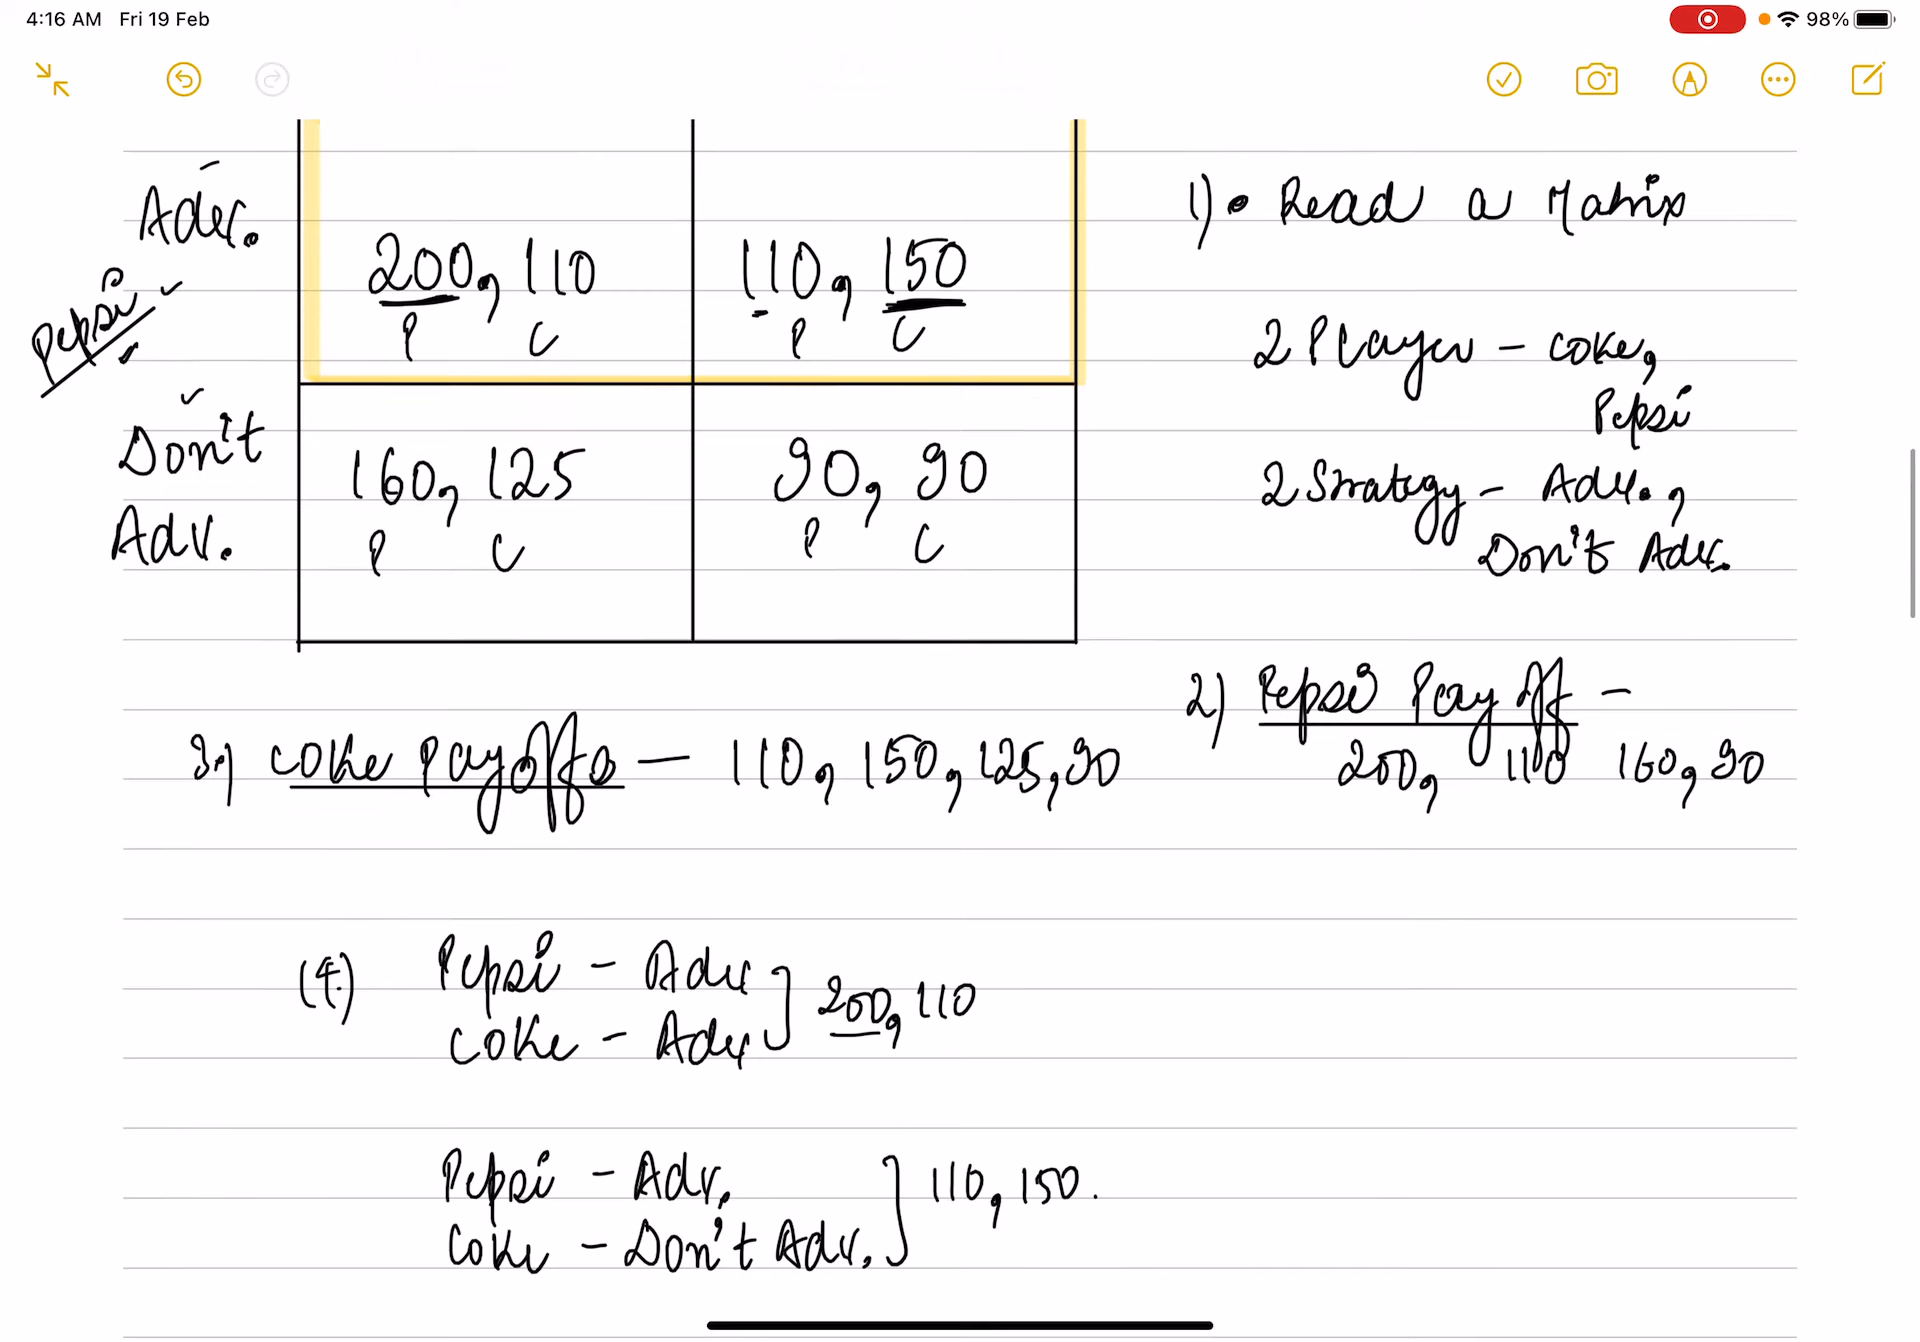 4:16 AM Fri 19 Feb
98%
Adv.
Pepsi
200, 110
P C
110, 150
P C
Don't
Adv.
160, 125
P C
90, 90
P C
1) • Read a Matrix
2 Player - Coke,
Pepsi
2 Strategy - Adv.,
Don't Adv.
2) Pepsi Pay off -
200, 110 160, 90
3.) Coke Payoffs - 110, 150, 125, 90
(4.) Pepsi - Adv
Coke - Adv
200, 110
Pepsi - Adv.
Coke - Don't Adv.
110, 150.